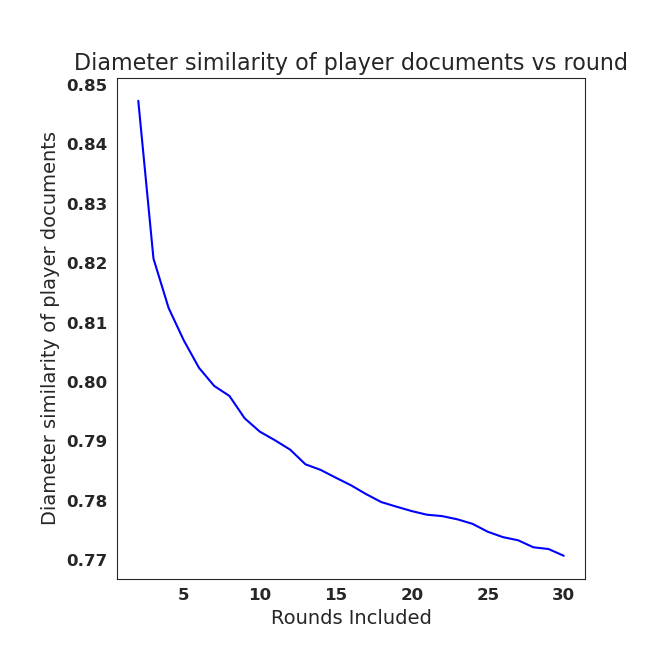 Diameter similarity of player documents vs round
Diameter similarity of player documents
0.85
0.84
0.83
0.82
0.81
0.80
0.79
0.78
0.77
5 10 15 20 25 30
Rounds Included